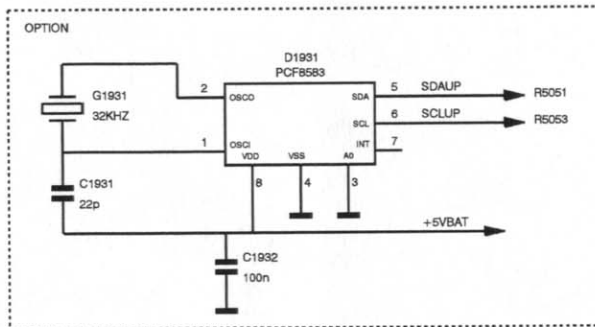 OPTION
D1931
PCF8583
G1931
32KHZ
2
OSCO
SDA
5
SDAUP
R5051
SCL
6
SCLUP
R5053
1
OSCI
INT
7
VDD
VSS
A0
8
4
3
C1931
22p
+5VBAT
C1932
100n